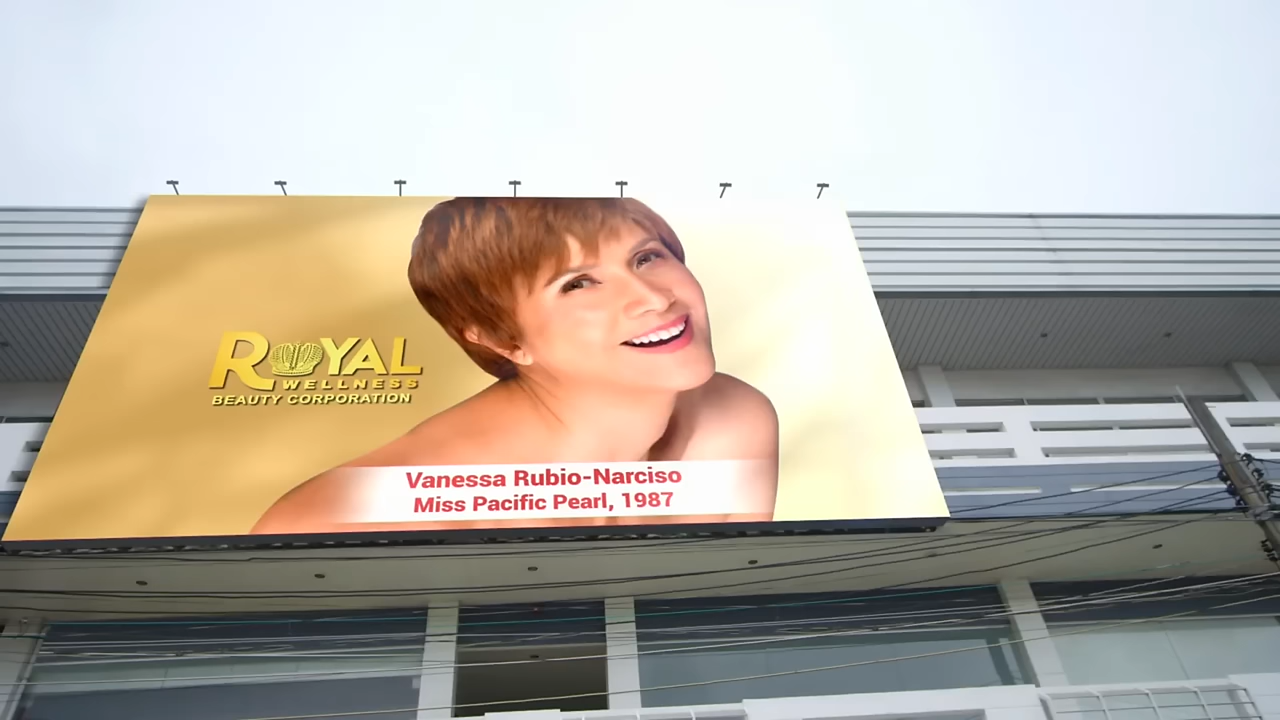 ROYAL
WELLNESS
BEAUTY CORPORATION
Vanessa Rubio-Narciso
Miss Pacific Pearl, 1987